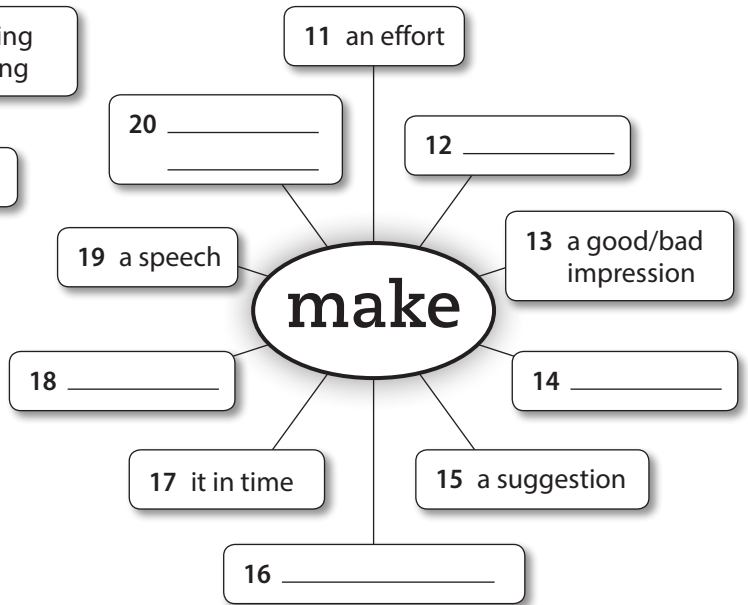 ing
ng
11 an effort
20
12
19 a speech
13 a good/bad
impression
make
18
14
17 it in time
15 a suggestion
16